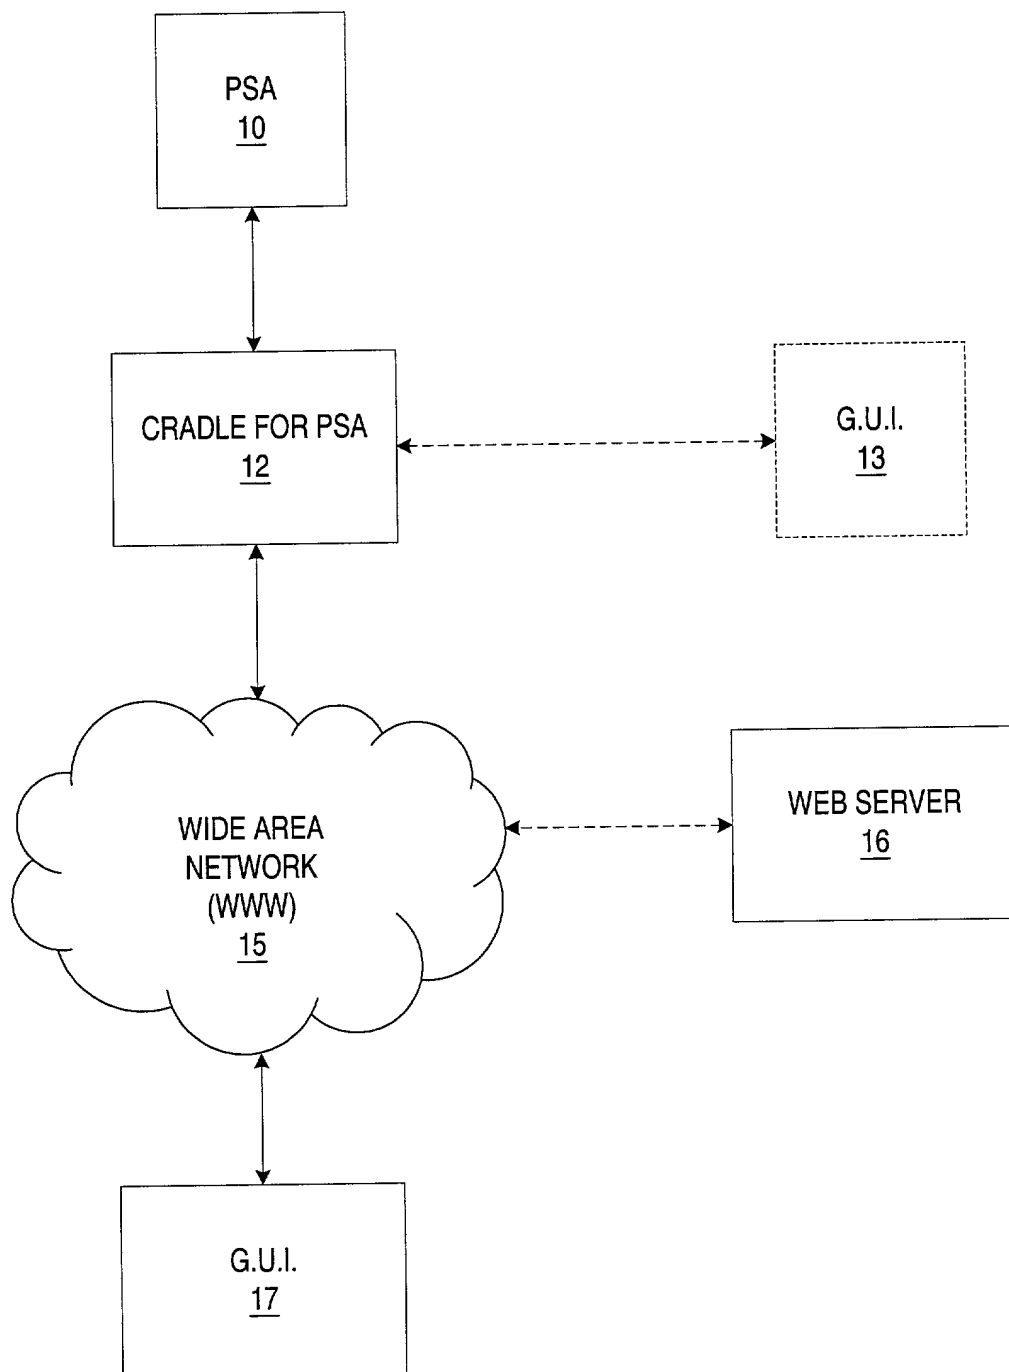 PSA
10
CRADLE FOR PSA
12
G.U.I.
13
WIDE AREA
NETWORK
(WWW)
15
WEB SERVER
16
G.U.I.
17